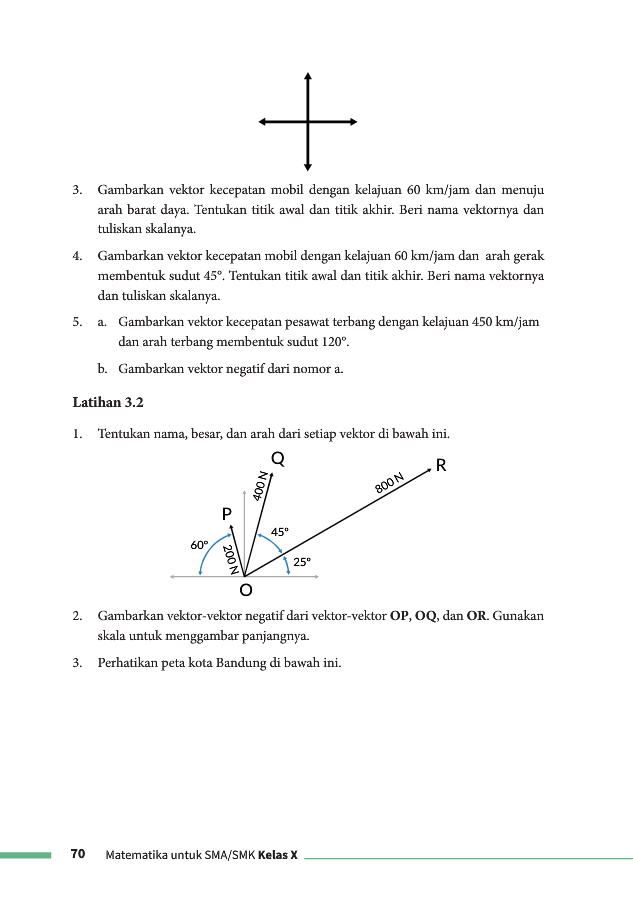 3. Gambarkan vektor kecepatan mobil dengan kelajuan 60 km/jam dan menuju
arah barat daya. Tentukan titik awal dan titik akhir. Beri nama vektornya dan
tuliskan skalanya.
4. Gambarkan vektor kecepatan mobil dengan kelajuan 60 km/jam dan arah gerak
membentuk sudut 45°. Tentukan titik awal dan titik akhir. Beri nama vektornya
dan tuliskan skalanya.
5. a. Gambarkan vektor kecepatan pesawat terbang dengan kelajuan 450 km/jam
dan arah terbang membentuk sudut 120°.
b. Gambarkan vektor negatif dari nomor a.
Latihan 3.2
1. Tentukan nama, besar, dan arah dari setiap vektor di bawah ini.
Q
R
400 N
800 N
P
45°
60°
200 N
25°
O
2. Gambarkan vektor-vektor negatif dari vektor-vektor OP, OQ, dan OR. Gunakan
skala untuk menggambar panjangnya.
3. Perhatikan peta kota Bandung di bawah ini.
70 Matematika untuk SMA/SMK Kelas X